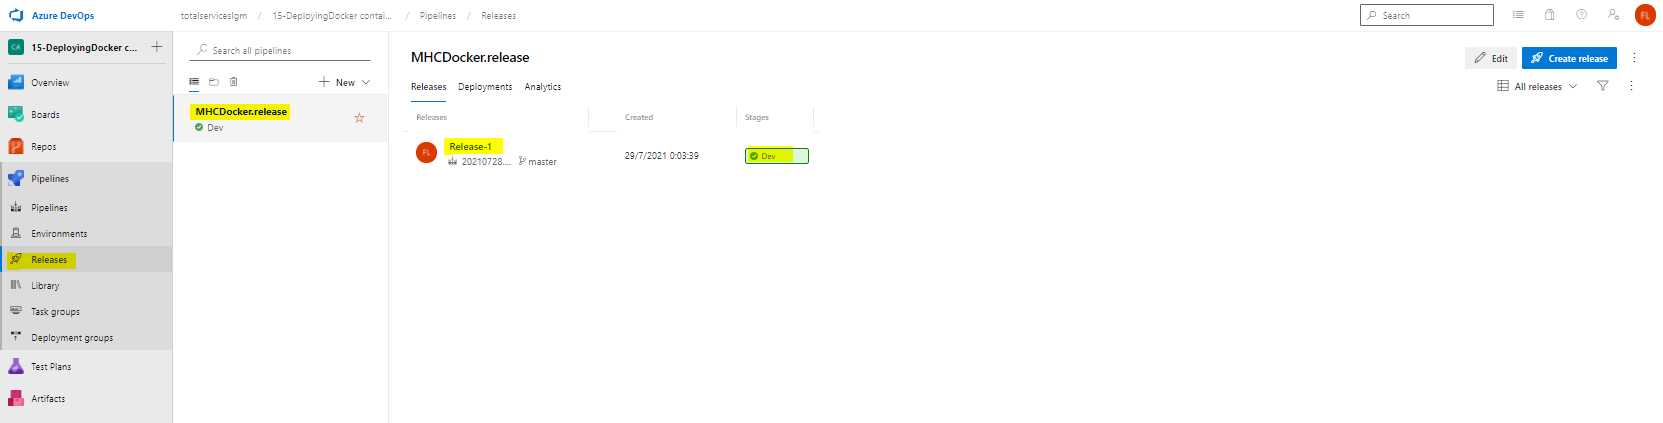 Azure DevOps
totalserviceslgm / 15-DeployingDocker contai... / Pipelines / Releases
Search
FL
CA 15-DeployingDocker c...
Overview
Boards
Repos
Pipelines
Pipelines
Environments
Releases
Library
Task groups
Deployment groups
Test Plans
Artifacts
Search all pipelines
New
MHCDocker.release
Dev
MHCDocker.release
Edit
Create release
Releases Deployments Analytics
All releases
Releases Created Stages
FL Release-1
20210728.... master
29/7/2021 0:03:39
Dev